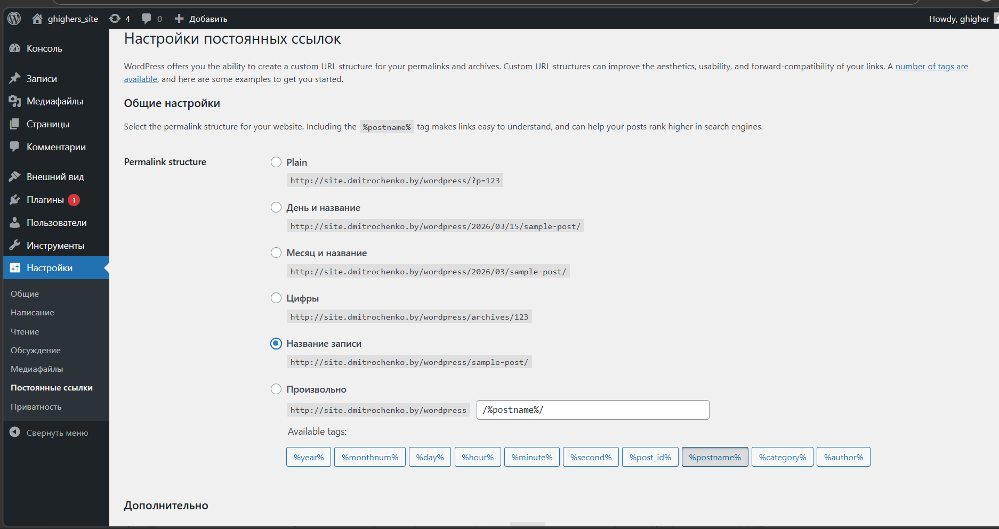 ghighers_site 4 0 Добавить Howdy, ghigher
Консоль
Записи
Медиафайлы
Страницы
Комментарии
Внешний вид
Плагины 1
Пользователи
Инструменты
Настройки
Общие
Написание
Чтение
Обсуждение
Медиафайлы
Постоянные ссылки
Приватность
Свернуть меню
Настройки постоянных ссылок
WordPress offers you the ability to create a custom URL structure for your permalinks and archives. Custom URL structures can improve the aesthetics, usability, and forward-compatibility of your links. A number of tags are
available, and here are some examples to get you started.
Общие настройки
Select the permalink structure for your website. Including the %postname% tag makes links easy to understand, and can help your posts rank higher in search engines.
Permalink structure
Plain
http://site.dmitrochenko.by/wordpress/?p=123
День и название
http://site.dmitrochenko.by/wordpress/2026/03/15/sample-post/
Месяц и название
http://site.dmitrochenko.by/wordpress/2026/03/sample-post/
Цифры
http://site.dmitrochenko.by/wordpress/archives/123
Название записи
http://site.dmitrochenko.by/wordpress/sample-post/
Произвольно
http://site.dmitrochenko.by/wordpress /%postname%/
Available tags:
%year% %monthnum% %day% %hour% %minute% %second% %post_id% %postname% %category% %author%
Дополнительно